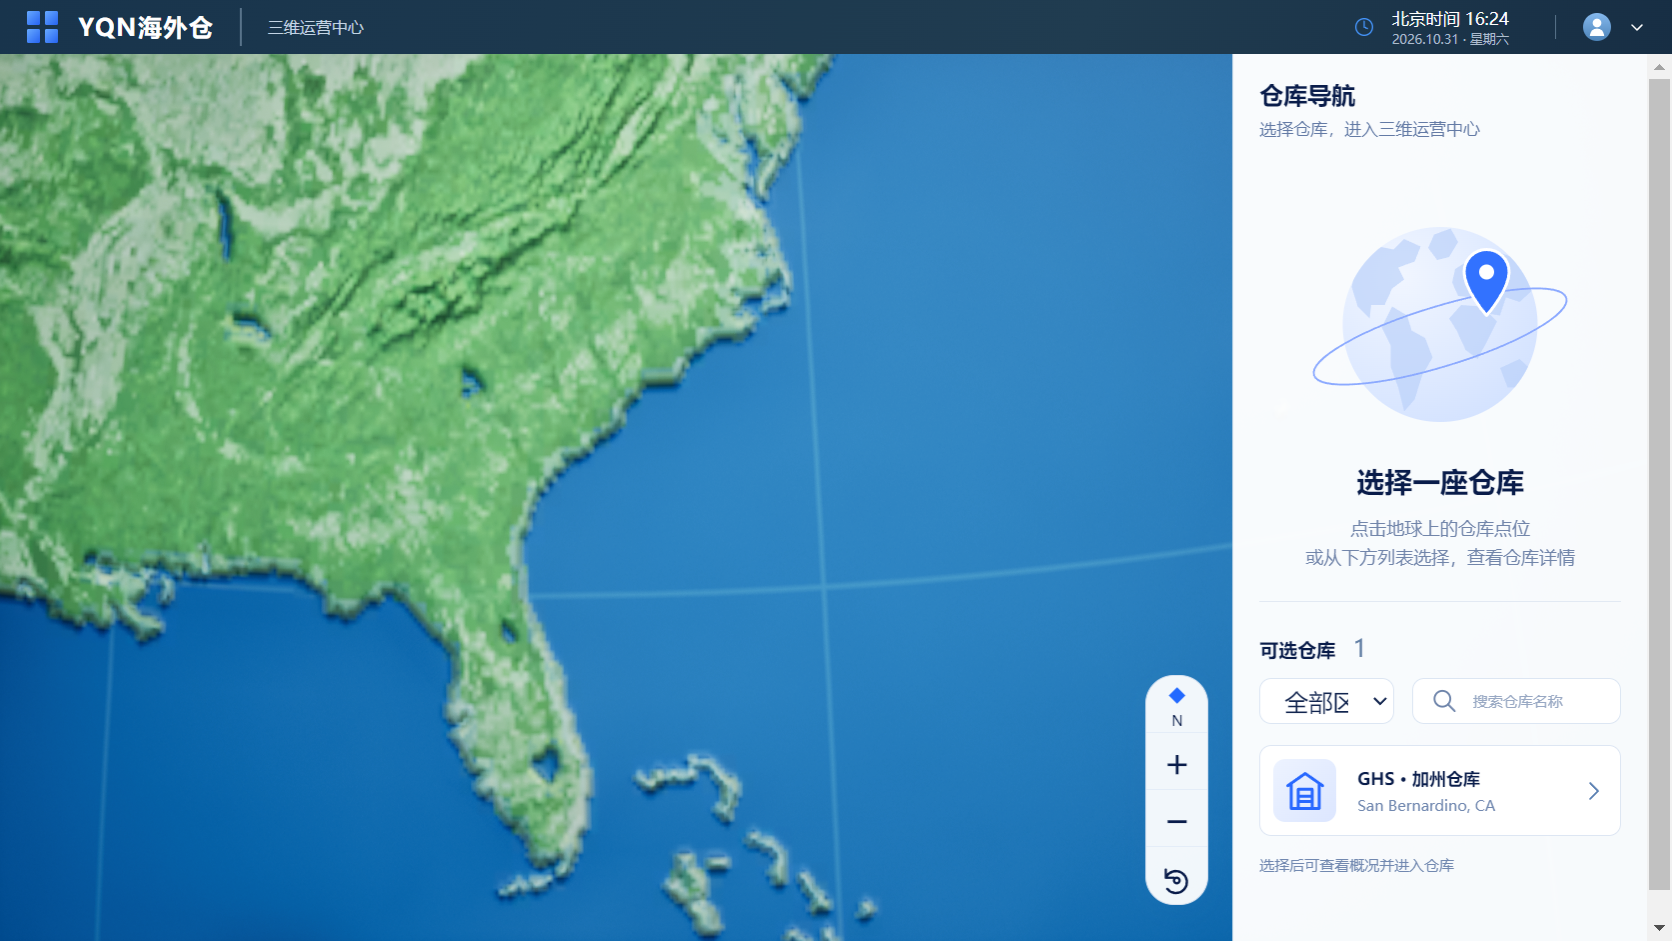 YQN海外仓
三维运营中心
北京时间 16:24
2026.10.31 · 星期六
仓库导航
选择仓库，进入三维运营中心
选择一座仓库
点击地球上的仓库点位
或从下方列表选择，查看仓库详情
可选仓库 1
全部区
搜索仓库名称
GHS • 加州仓库
San Bernardino, CA
选择后可查看概况并进入仓库
N